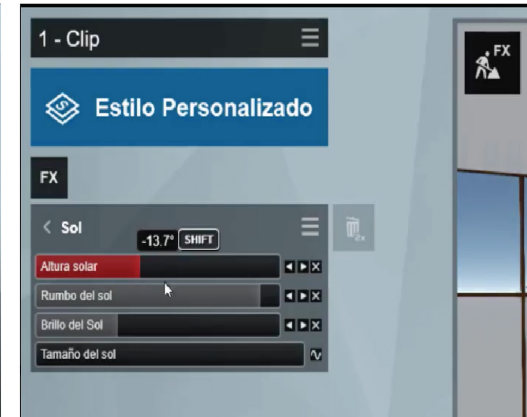 1 - Clip
FX
Estilo Personalizado
FX
Sol
-13.7° SHIFT
2x
Altura solar
Rumbo del sol
Brillo del Sol
Tamaño del sol